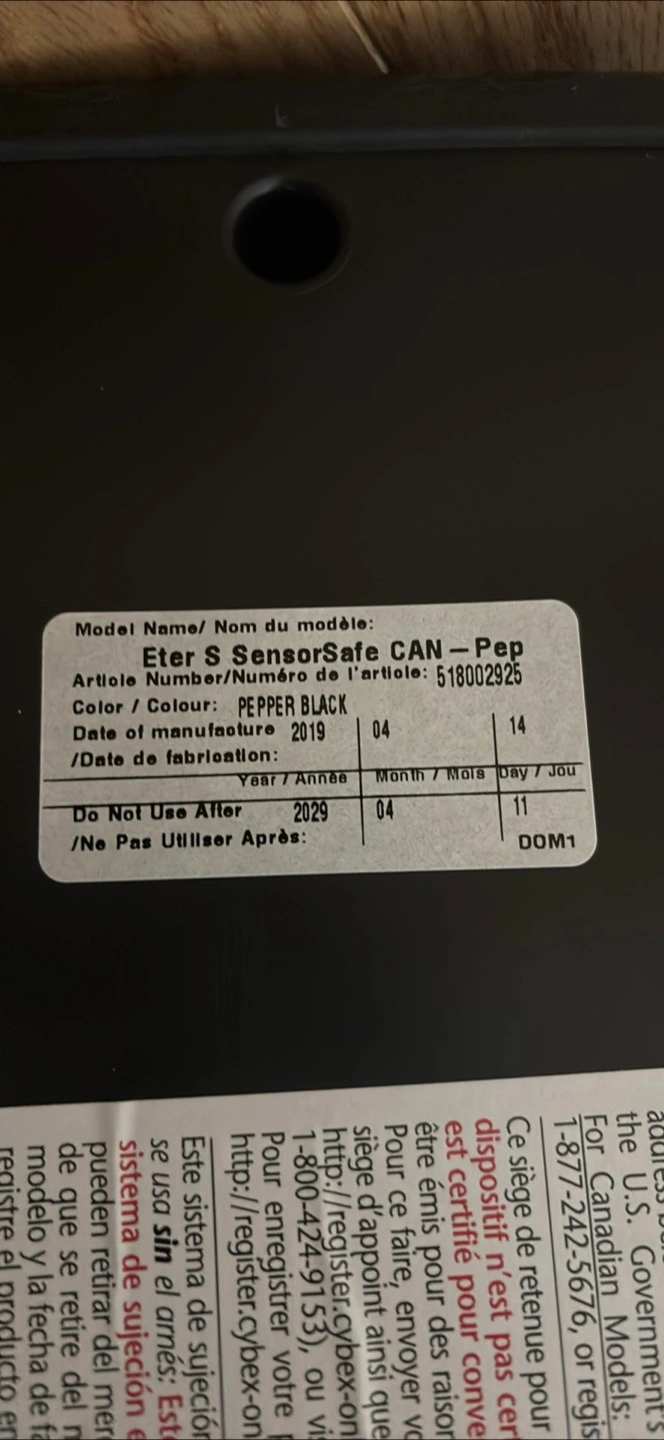 Model Name/ Nom du modèle:
Eter S SensorSafe CAN – Pep
Article Number/Numéro de l'article: 518002925
Color / Colour: PEPPER BLACK
Date of manufacture 2019 04 14
/Date de fabrication:
Year / Année Month / Mois Day / Jou
Do Not Use After 2029 04 11
/Ne Pas Utiliser Après:
DOM1
the U.S. Government's
For Canadian Models:
1-877-242-5676, or regis
Ce siège de retenue pour
dispositif n'est pas cer
est certifié pour conve
être émis pour des raison
Pour ce faire, envoyer vo
siège d'appoint ainsi que
http://register.cybex-on
1-800-424-9153), ou vi
Pour enregistrer votre
http://register.cybex-on
Este sistema de sujeción
se usa sin el arnés: Est
sistema de sujeción e
pueden retirar del mer
de que se retire del
modelo y la fecha de fa
registre el producto en